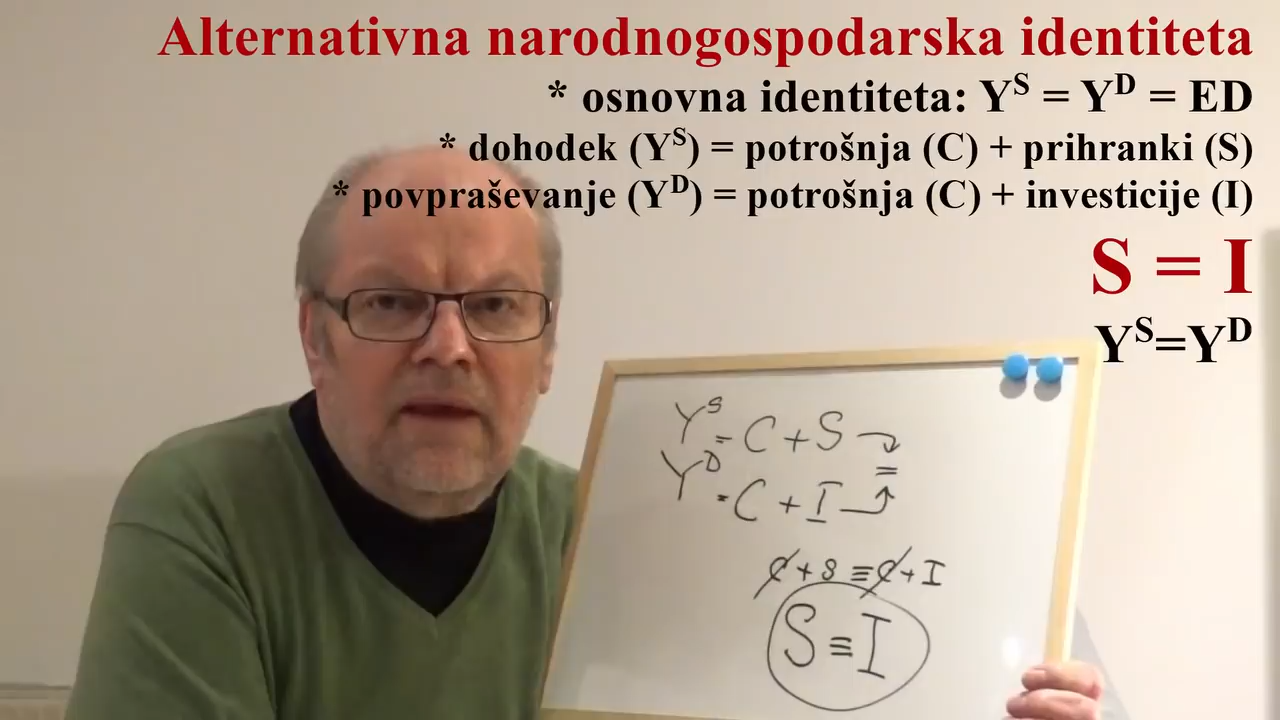 Alternativna narodnogospodarska identiteta
* osnovna identiteta: Yˢ = Yᴰ = ED
* dohodek (Yˢ) = potrošnja (C) + prihranki (S)
* povpraševanje (Yᴰ) = potrošnja (C) + investicije (I)
S = I
Yˢ=Yᴰ
Yˢ = C + S
=
Yᴰ = C + I
C + S ≡ C + I
S ≡ I